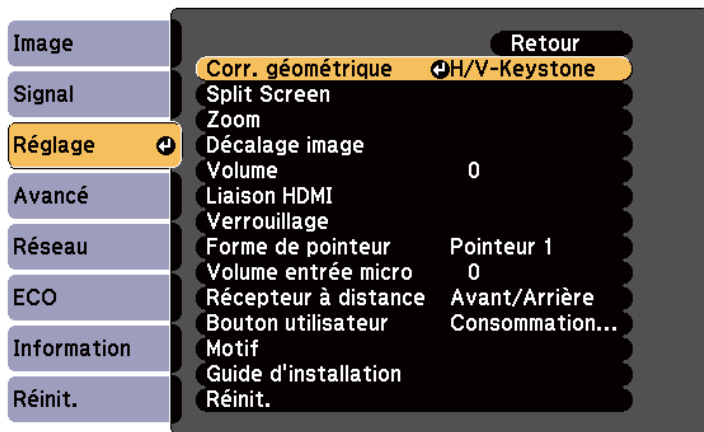 Image
Signal
Réglage
Avancé
Réseau
ECO
Information
Réinit.
Retour
Corr. géométrique H/V-Keystone
Split Screen
Zoom
Décalage image
Volume 0
Liaison HDMI
Verrouillage
Forme de pointeur Pointeur 1
Volume entrée micro 0
Récepteur à distance Avant/Arrière
Bouton utilisateur Consommation...
Motif
Guide d'installation
Réinit.